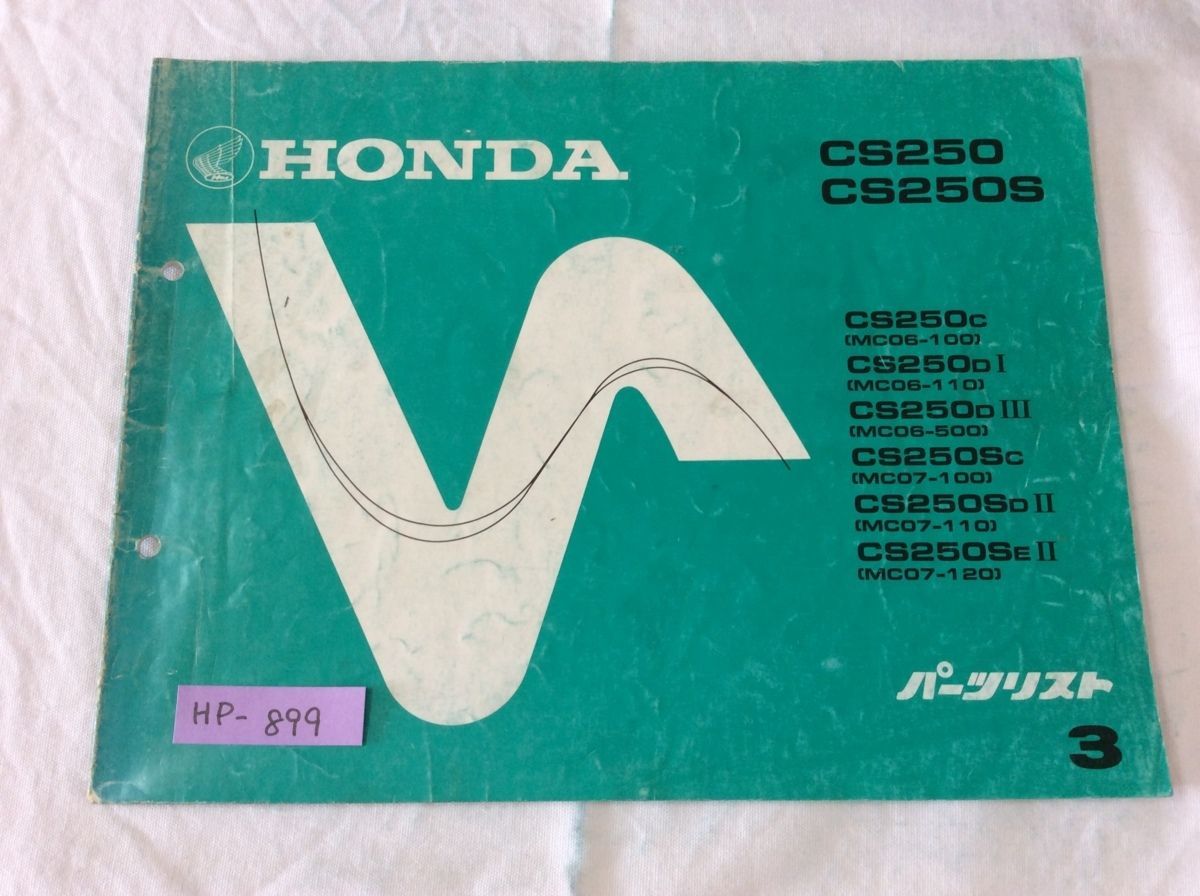 HONDA
CS250
CS250S
CS250C
(MC06-100)
CS250D I
(MC06-110)
CS250D III
(MC06-500)
CS250SC
(MC07-100)
CS250SD II
(MC07-110)
CS250SE II
(MC07-120)
パーツリスト
3
HP-899